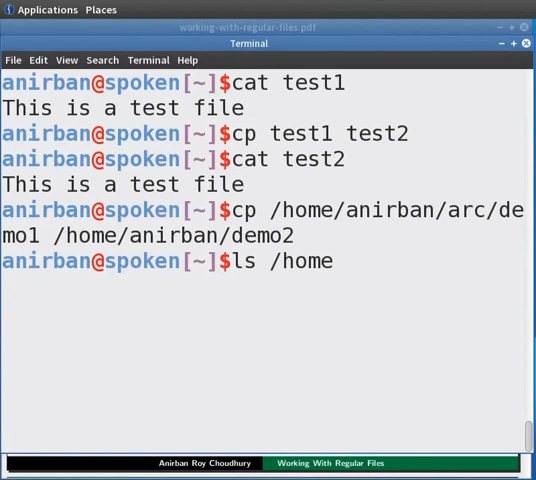 Applications Places
working-with-regular-files.pdf
Terminal
File Edit View Search Terminal Help
anirban@spoken[~]$cat test1
This is a test file
anirban@spoken[~]$cp test1 test2
anirban@spoken[~]$cat test2
This is a test file
anirban@spoken[~]$cp /home/anirban/arc/de
mo1 /home/anirban/demo2
anirban@spoken[~]$ls /home
Anirban Roy Choudhury Working With Regular Files